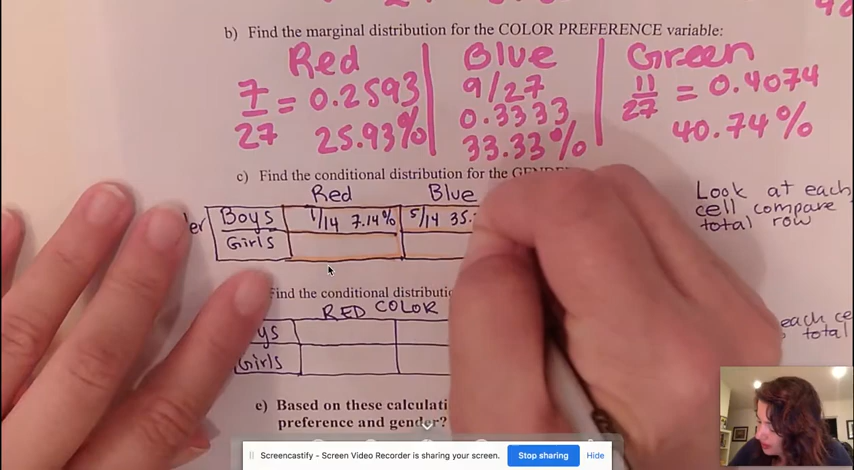 b) Find the marginal distribution for the COLOR PREFERENCE variable:
Red Blue Green
7/27 = 0.2593 9/27 11/27 = 0.4074
25.93% 0.3333 40.74%
33.33%
c) Find the conditional distribution for the
Red Blue
Boys 1/14 7.14% 5/14 35.
Girls
Look at each
cell compare
total row
Find the conditional
RED COLOR
Girls
each
total
e) Based on these
preference and gender?
Screencastify - Screen Video Recorder is sharing your screen. Stop sharing Hide